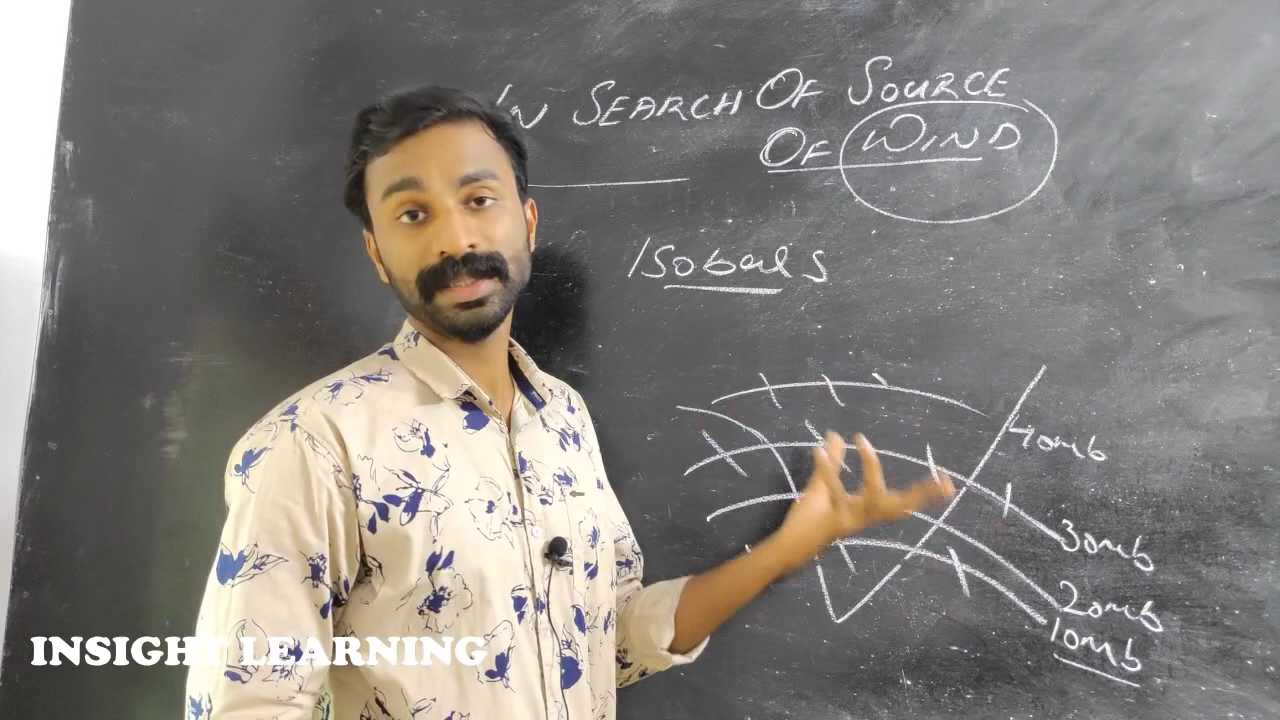 IN SEARCH OF SOURCE
OF WIND
Isobars
40mb
30mb
20mb
10mb
INSIGHT LEARNING